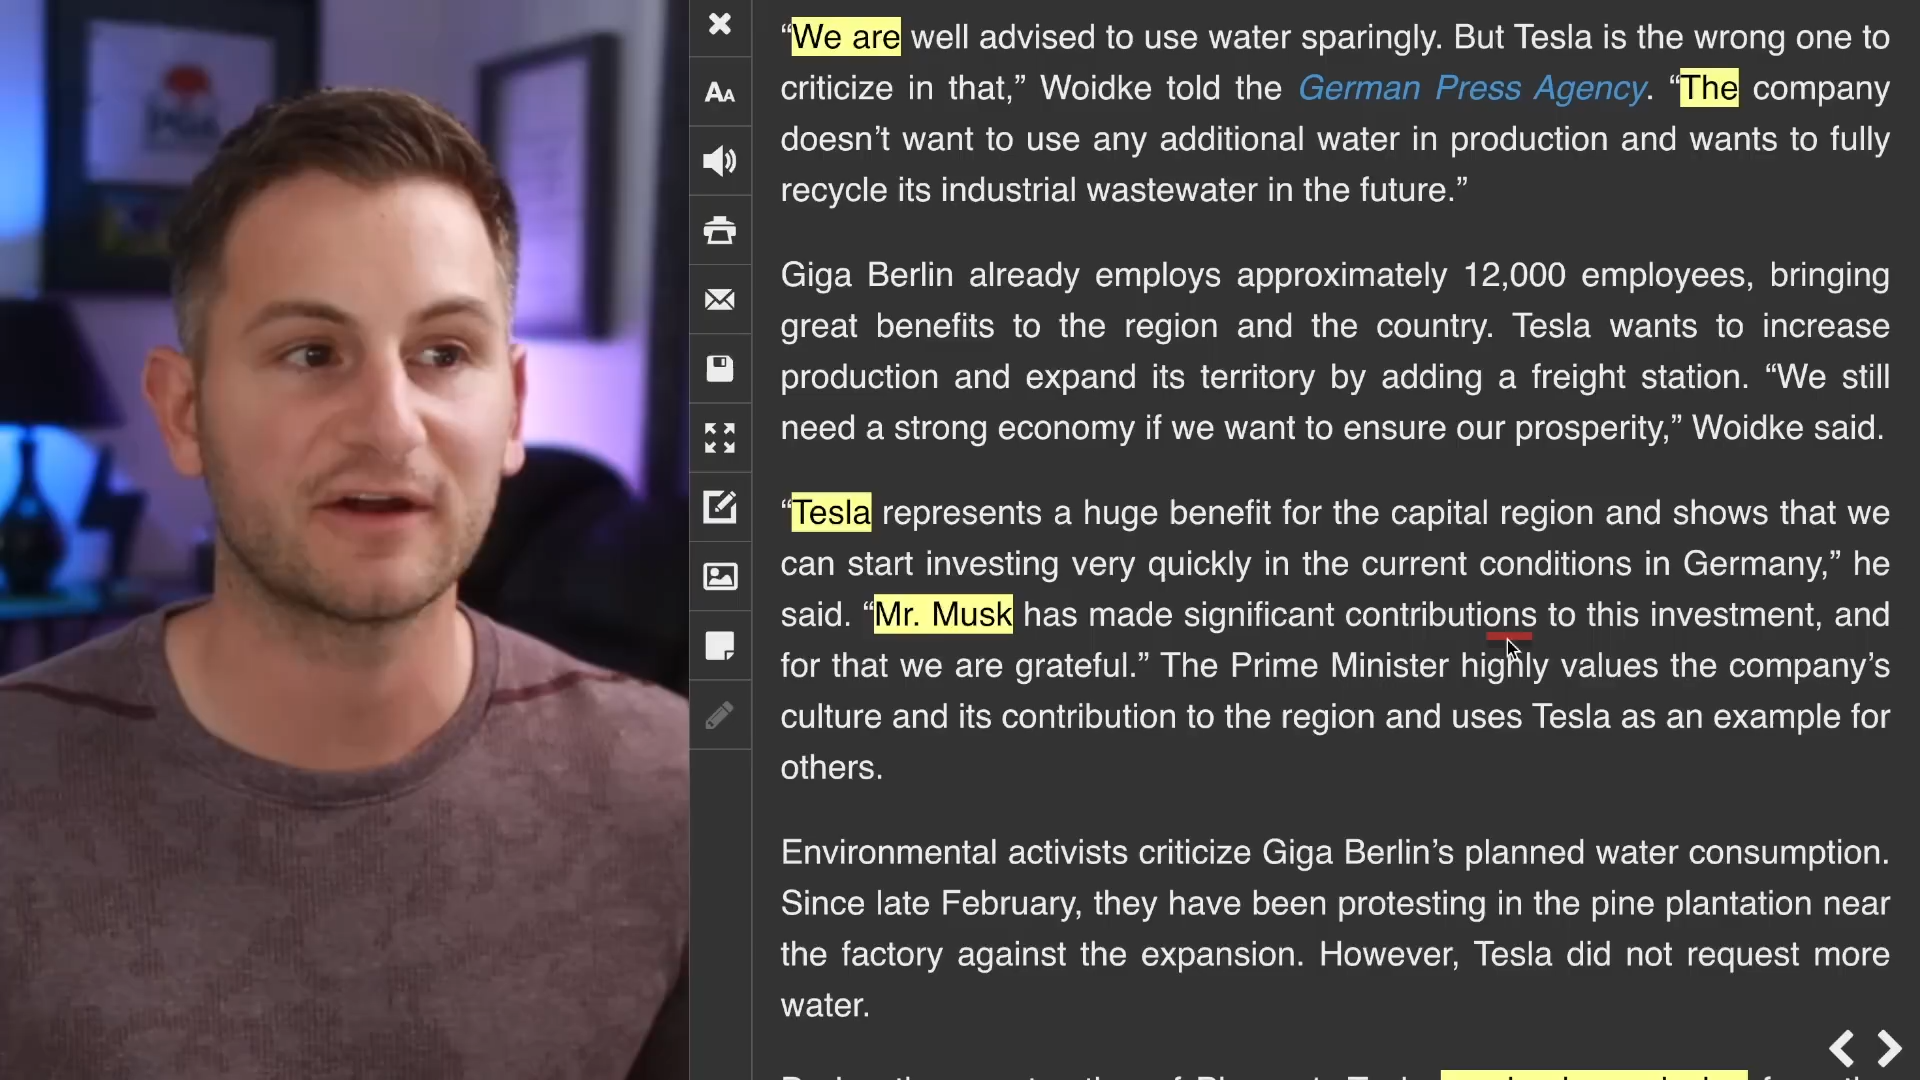 “We are well advised to use water sparingly. But Tesla is the wrong one to
criticize in that,” Woidke told the German Press Agency. “The company
doesn’t want to use any additional water in production and wants to fully
recycle its industrial wastewater in the future.”
Giga Berlin already employs approximately 12,000 employees, bringing
great benefits to the region and the country. Tesla wants to increase
production and expand its territory by adding a freight station. “We still
need a strong economy if we want to ensure our prosperity,” Woidke said.
“Tesla represents a huge benefit for the capital region and shows that we
can start investing very quickly in the current conditions in Germany,” he
said. “Mr. Musk has made significant contributions to this investment, and
for that we are grateful.” The Prime Minister highly values the company’s
culture and its contribution to the region and uses Tesla as an example for
others.
Environmental activists criticize Giga Berlin’s planned water consumption.
Since late February, they have been protesting in the pine plantation near
the factory against the expansion. However, Tesla did not request more
water.